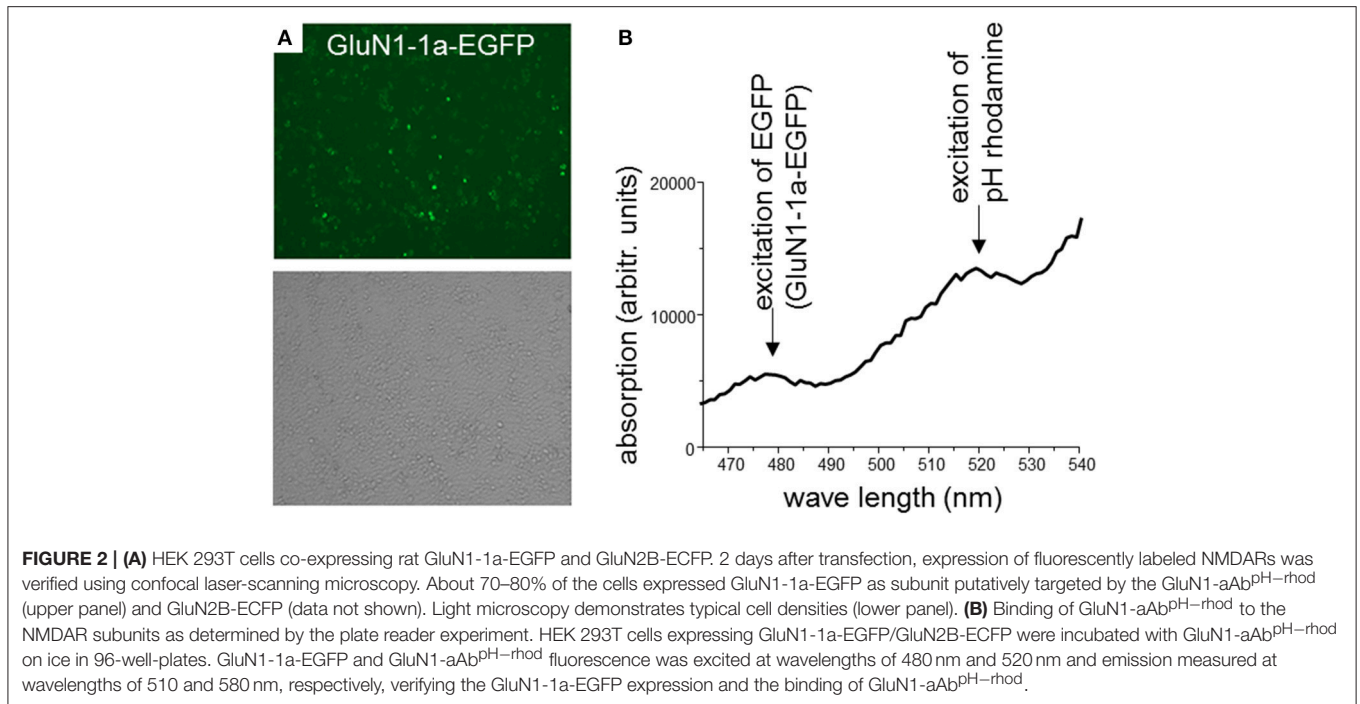 A
GluN1-1a-EGFP
B
excitation of EGFP
(GluN1-1a-EGFP)
excitation of
pH rhodamine
absorption (arbitr. units)
20000
10000
0
470 480 490 500 510 520 530 540
wave length (nm)
FIGURE 2 | (A) HEK 293T cells co-expressing rat GluN1-1a-EGFP and GluN2B-ECFP. 2 days after transfection, expression of fluorescently labeled NMDARs was
verified using confocal laser-scanning microscopy. About 70–80% of the cells expressed GluN1-1a-EGFP as subunit putatively targeted by the GluN1-aAbpH−rhod
(upper panel) and GluN2B-ECFP (data not shown). Light microscopy demonstrates typical cell densities (lower panel). (B) Binding of GluN1-aAbpH−rhod to the
NMDAR subunits as determined by the plate reader experiment. HEK 293T cells expressing GluN1-1a-EGFP/GluN2B-ECFP were incubated with GluN1-aAbpH−rhod
on ice in 96-well-plates. GluN1-1a-EGFP and GluN1-aAbpH−rhod fluorescence was excited at wavelengths of 480 nm and 520 nm and emission measured at
wavelengths of 510 and 580 nm, respectively, verifying the GluN1-1a-EGFP expression and the binding of GluN1-aAbpH−rhod.